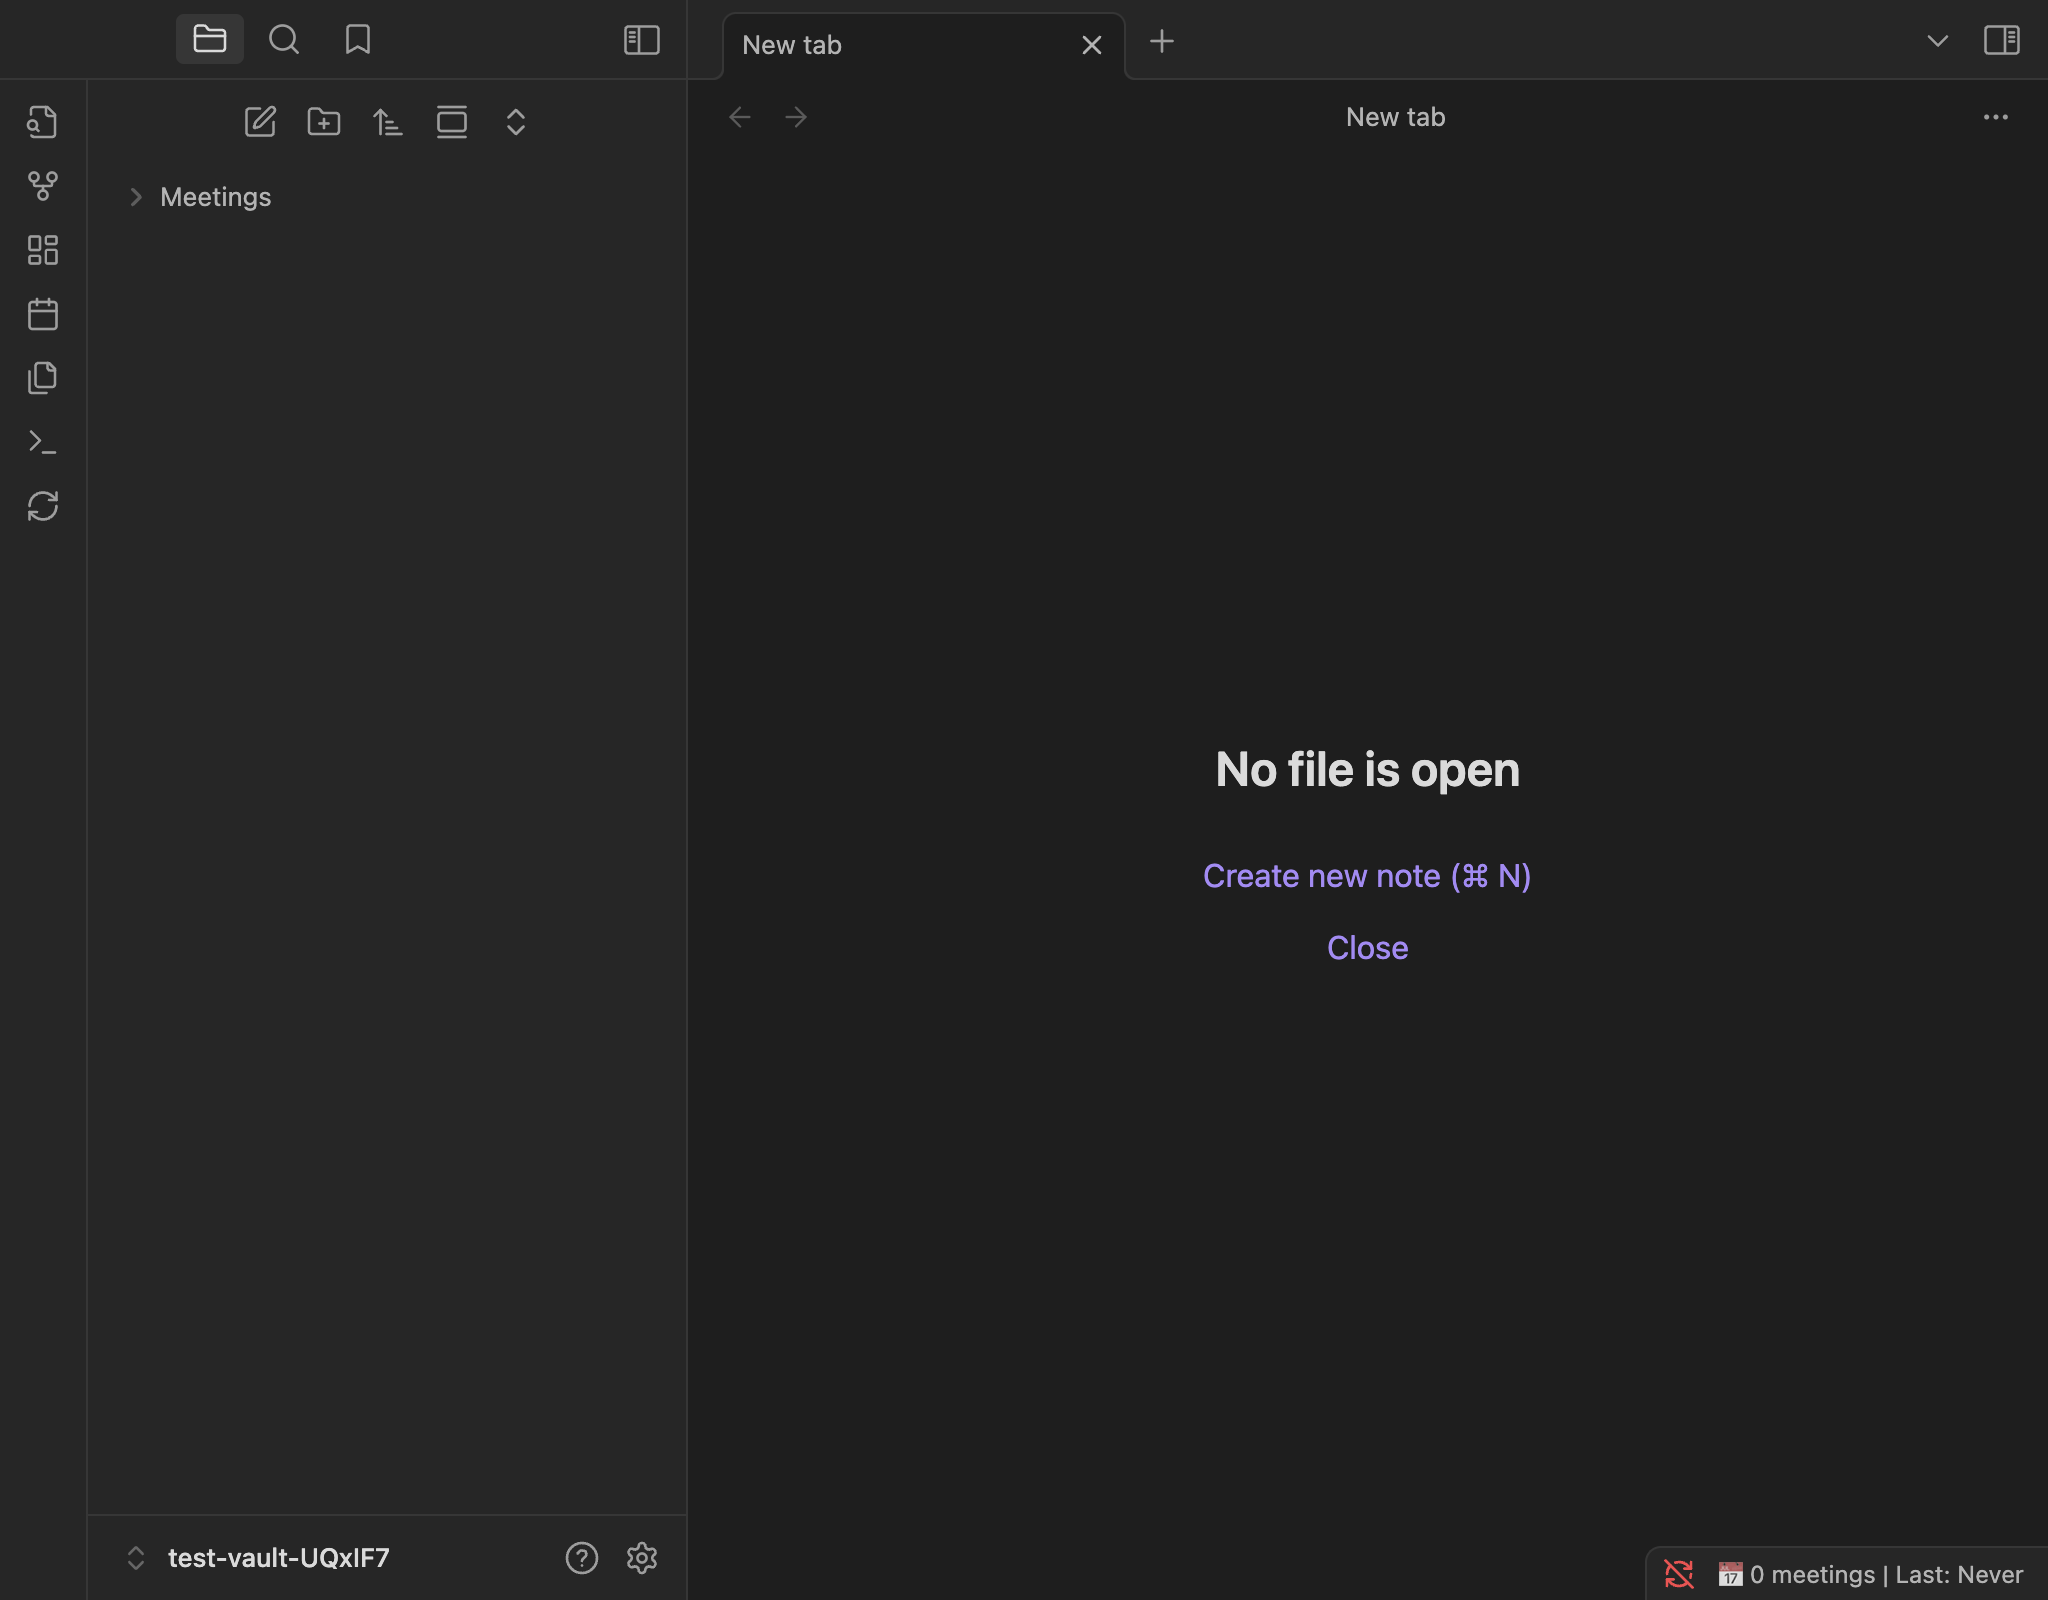 New tab
New tab
Meetings
No file is open
Create new note (⌘ N)
Close
test-vault-UQxIF7
17 0 meetings | Last: Never